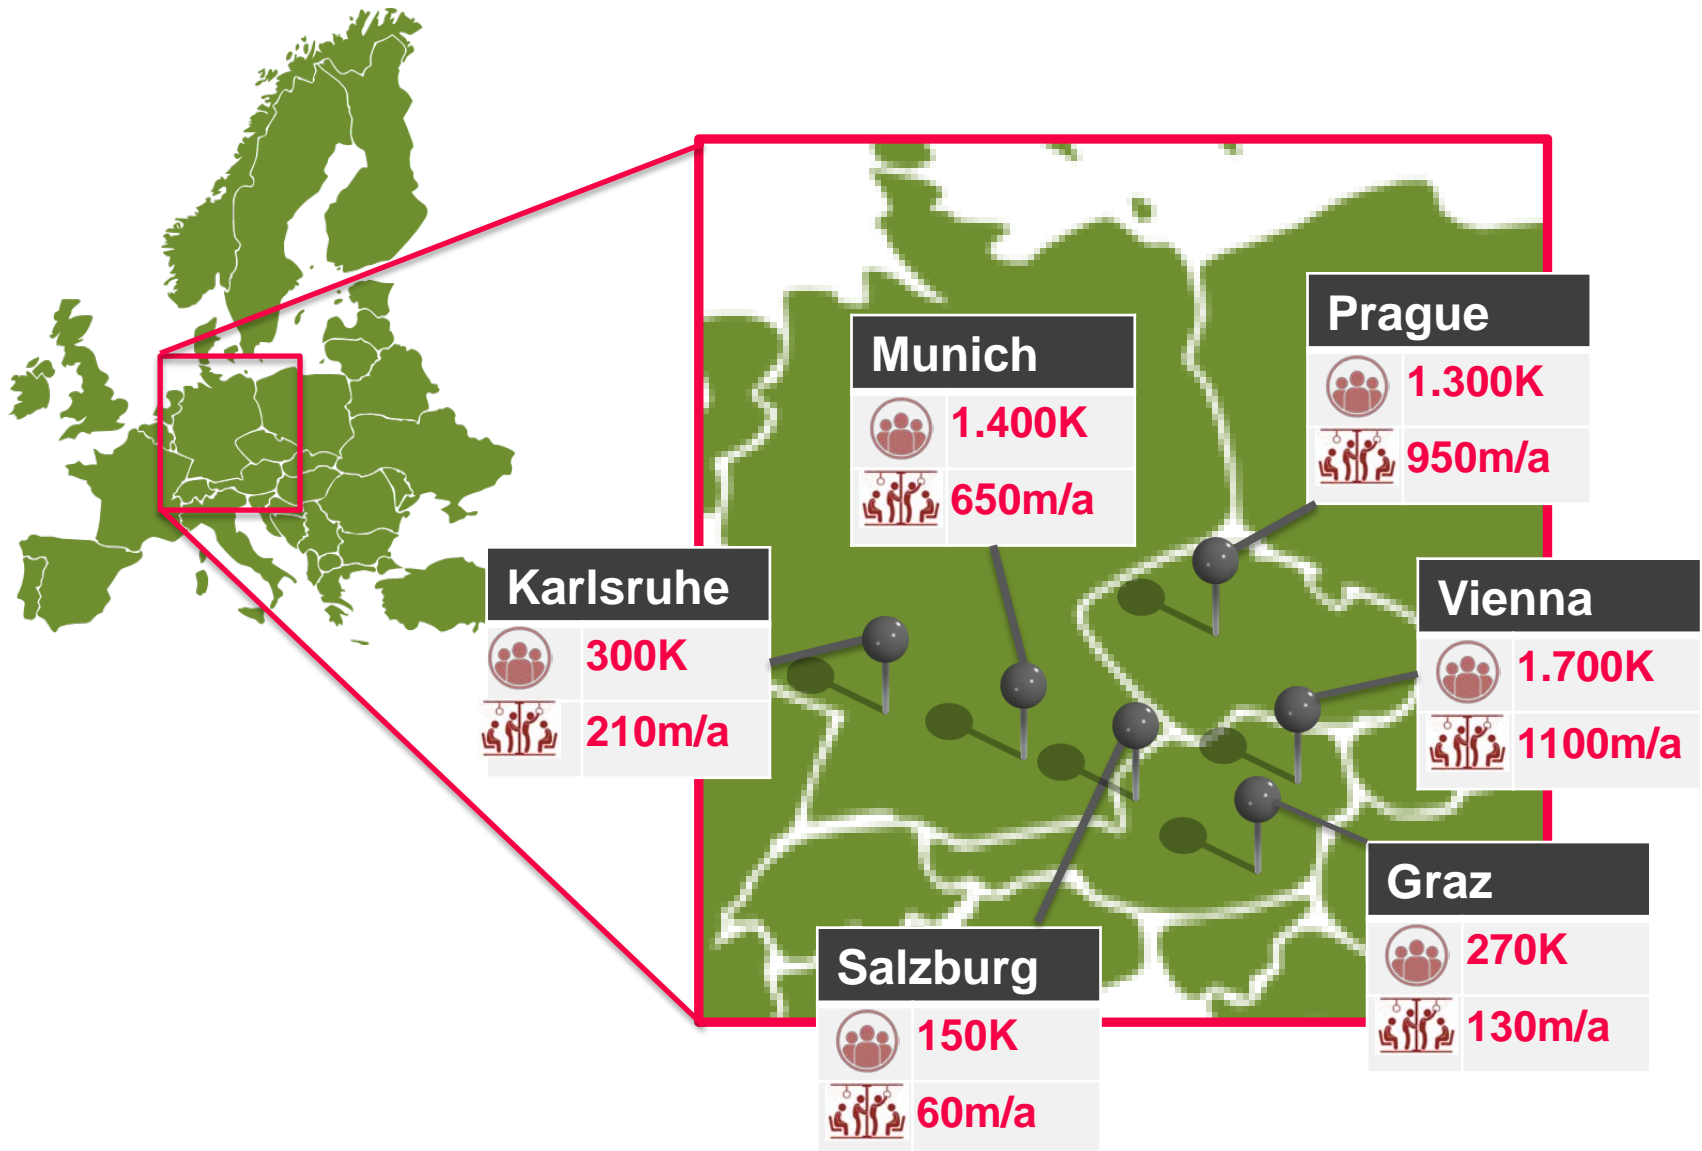 Prague
1.300K
950m/a
Munich
1.400K
650m/a
Karlsruhe
300K
210m/a
Vienna
1.700K
1100m/a
Graz
270K
130m/a
Salzburg
150K
60m/a